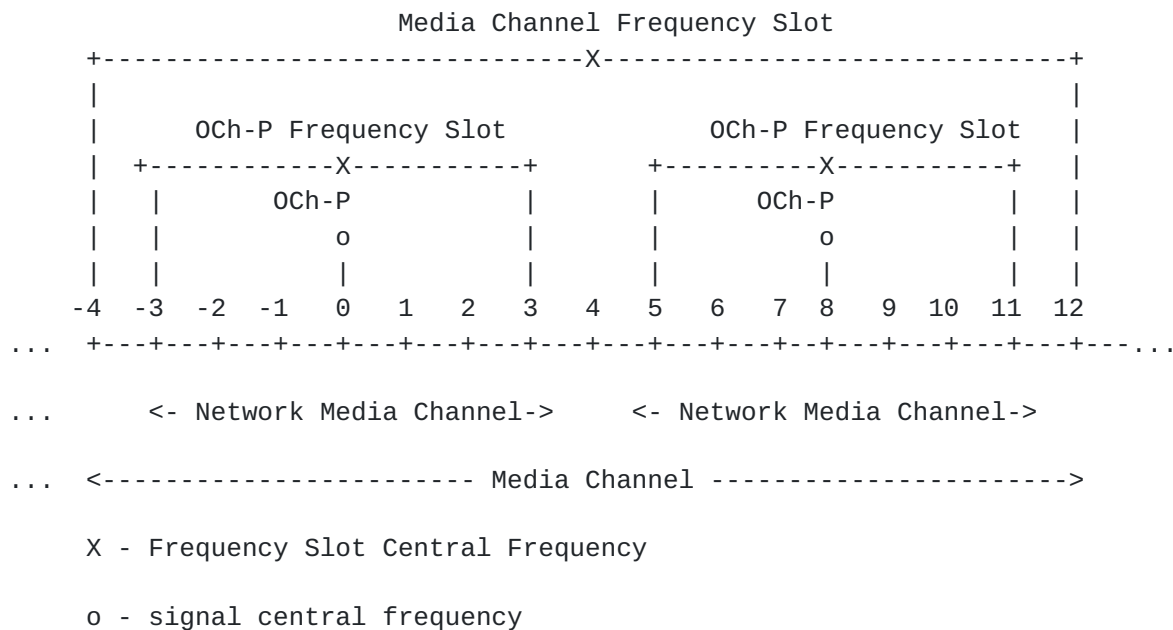 Media Channel Frequency Slot
     +-------------------------------X------------------------------+
     |                                                              |
     |      OCh-P Frequency Slot             OCh-P Frequency Slot   |
     |  +------------X-----------+       +----------X-----------+   |
     |   |       OCh-P           |       |      OCh-P           |   |
     |   |           o           |       |          o           |   |
     |   |           |           |       |          |           |   |
    -4  -3  -2  -1   0   1   2   3   4   5   6   7  8   9  10  11  12
...  +---+---+---+---+---+---+---+---+---+---+---+--+---+---+---+---+---...

...      <- Network Media Channel->     <- Network Media Channel->

...  <------------------------ Media Channel ----------------------->

     X - Frequency Slot Central Frequency

     o - signal central frequency